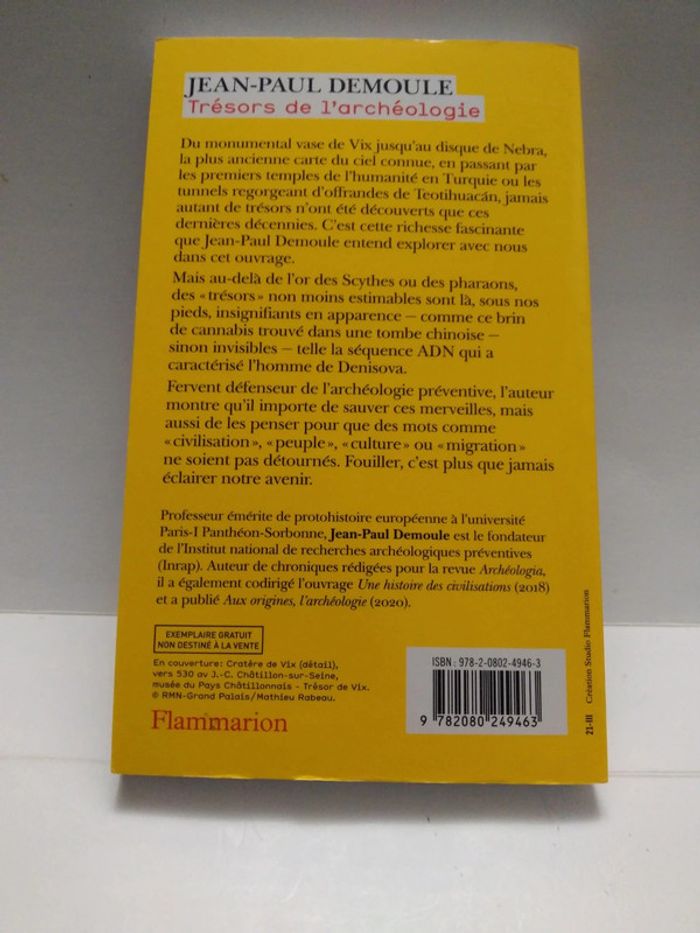 JEAN-PAUL DEMOULE
Trésors de l'archéologie
Du monumental vase de Vix jusqu'au disque de Nebra,
la plus ancienne carte du ciel connue, en passant par
les premiers temples de l'humanité en Turquie ou les
tunnels regorgeant d'offrandes de Teotihuacán, jamais
autant de trésors n'ont été découverts que ces
dernières décennies. C'est cette richesse fascinante
que Jean-Paul Demoule entend explorer avec nous
dans cet ouvrage.
Mais au-delà de l'or des Scythes ou des pharaons,
des « trésors » non moins estimables sont là, sous nos
pieds, insignifiants en apparence – comme ce brin
de cannabis trouvé dans une tombe chinoise –
sinon invisibles – telle la séquence ADN qui a
caractérisé l'homme de Denisova.
Fervent défenseur de l'archéologie préventive, l'auteur
montre qu'il importe de sauver ces merveilles, mais
aussi de les penser pour que des mots comme
« civilisation », « peuple », « culture » ou « migration »
ne soient pas détournés. Fouiller, c'est plus que jamais
éclairer notre avenir.
Professeur émérite de protohistoire européenne à l'université
Paris-I Panthéon-Sorbonne, Jean-Paul Demoule est le fondateur
de l'Institut national de recherches archéologiques préventives
(Inrap). Auteur de chroniques rédigées pour la revue Archéologia,
il a également codirigé l'ouvrage Une histoire des civilisations (2018)
et a publié Aux origines, l'archéologie (2020).
EXEMPLAIRE GRATUIT
NON DESTINÉ À LA VENTE
En couverture : Cratère de Vix (détail),
vers 530 av J.-C. Châtillon-sur-Seine,
musée du Pays Châtillonnais - Trésor de Vix.
© RMN-Grand Palais/Mathieu Rabeau.
Flammarion
ISBN : 978-2-0802-4946-3
9 782080 249463
21-III Création Studio Flammarion